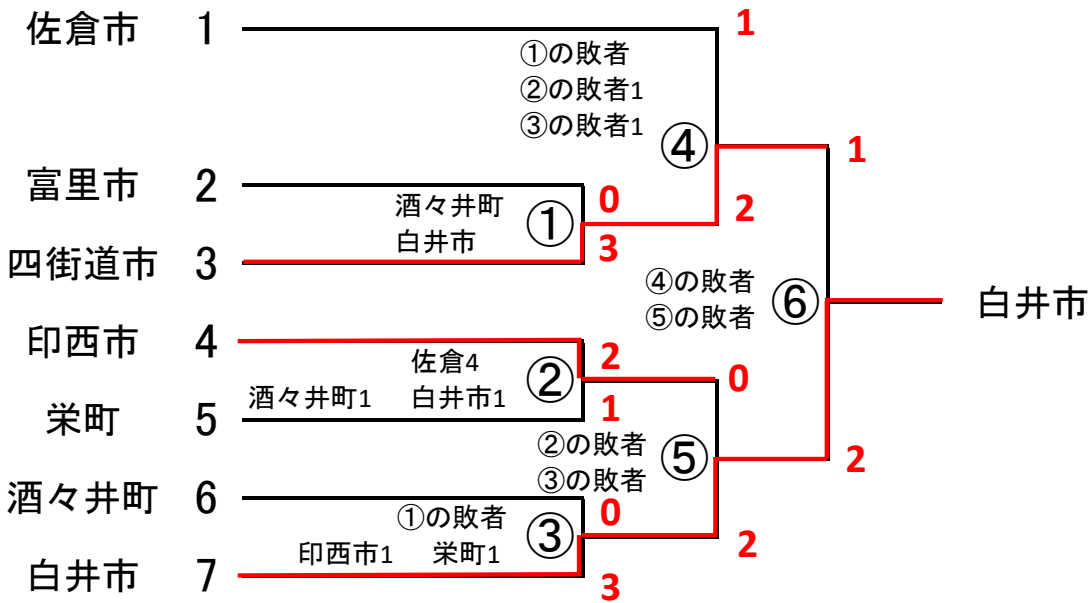 佐倉市 1
1
①の敗者
②の敗者1
③の敗者1
④
1
富里市 2
酒々井町
白井市
①
0
3
2
四街道市 3
④の敗者
⑤の敗者
⑥
白井市
印西市 4
佐倉4
酒々井町1 白井市1
②
2
1
0
栄町 5
②の敗者
③の敗者
⑤
2
酒々井町 6
①の敗者
印西市1 栄町1
③
0
3
2
白井市 7